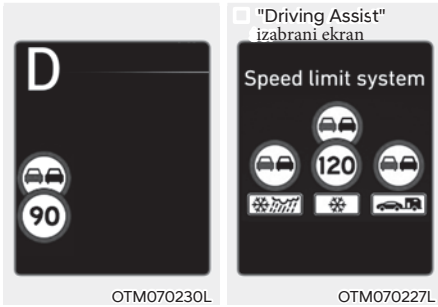 "Driving Assist"
izabrani ekran
D
Speed limit system
120
90
OTM070230L
OTM070227L